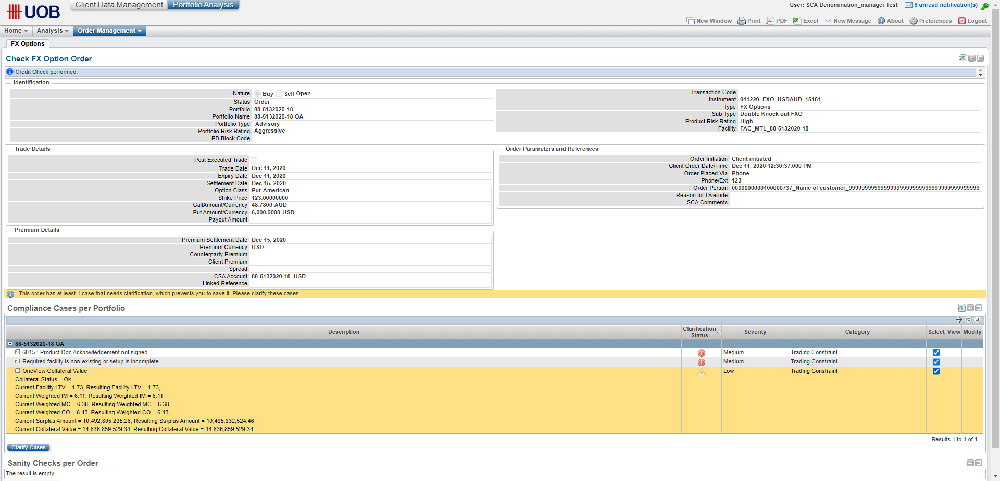 UOB
Client Data Management
Portfolio Analysis
User: SCA Denomination_manager Test
6 unread notification(s)
New Window
Print
PDF
Excel
New Message
About
Preferences
Logout
Home
Analysis
Order Management
FX Options
Check FX Option Order
Credit Check performed.
Identification
Nature Buy Sell Open
Status Order
Portfolio 88-5132020-18
Portfolio Name 88-5132020-18 QA
Portfolio Type Advisory
Portfolio Risk Rating Aggressive
PB Block Code
Transaction Code
Instrument 041220_FXO_USDAUD_15151
Type FX Options
Sub Type Double Knock out FXO
Product Risk Rating High
Facility FAC_MTL_88-5132020-18
Trade Details
Post Executed Trade
Trade Date Dec 11, 2020
Expiry Date Dec 11, 2020
Settlement Date Dec 15, 2020
Option Class Put American
Strike Price 123.00000000
CallAmount/Currency 48.7800 AUD
Put Amount/Currency 6,000.0000 USD
Payout Amount
Order Parameters and References
Order Initiation Client initiated
Client Order Date/Time Dec 11, 2020 12:30:37.000 PM
Order Placed Via Phone
Phone/Ext 123
Reason for Override
SCA Comments
Premium Details
Premium Settlement Date Dec 15, 2020
Premium Currency USD
Counterparty Premium
Client Premium
Spread
CSA Account 88-5132020-18_USD
Linked Reference
This order has at least 1 case that needs clarification, which prevents you to save it. Please clarify these cases.
Compliance Cases per Portfolio
Description
Clarification Status
Severity
Category
Select
View
Modify
88-5132020-18 QA
6015 : Product Doc Acknowledgement not signed Medium Trading Constraint
Required facility is non-existing or setup is incomplete. Medium Trading Constraint
OneView Collateral Value Low Trading Constraint
Collateral Status = Ok
Current Facility LTV = 1.73, Resulting Facility LTV = 1.73,
Current Weighted IM = 6.11, Resulting Weighted IM = 6.11,
Current Weighted MC = 6.38, Resulting Weighted MC = 6.38,
Current Weighted CO = 6.43, Resulting Weighted CO = 6.43,
Current Surplus Amount = 10,492,805,235.26, Resulting Surplus Amount = 10,485,832,524.46,
Current Collateral Value = 14,636,859,529.34, Resulting Collateral Value = 14,636,859,529.34
Results 1 to 1 of 1
Clarify Cases
Sanity Checks per Order
The result is empty